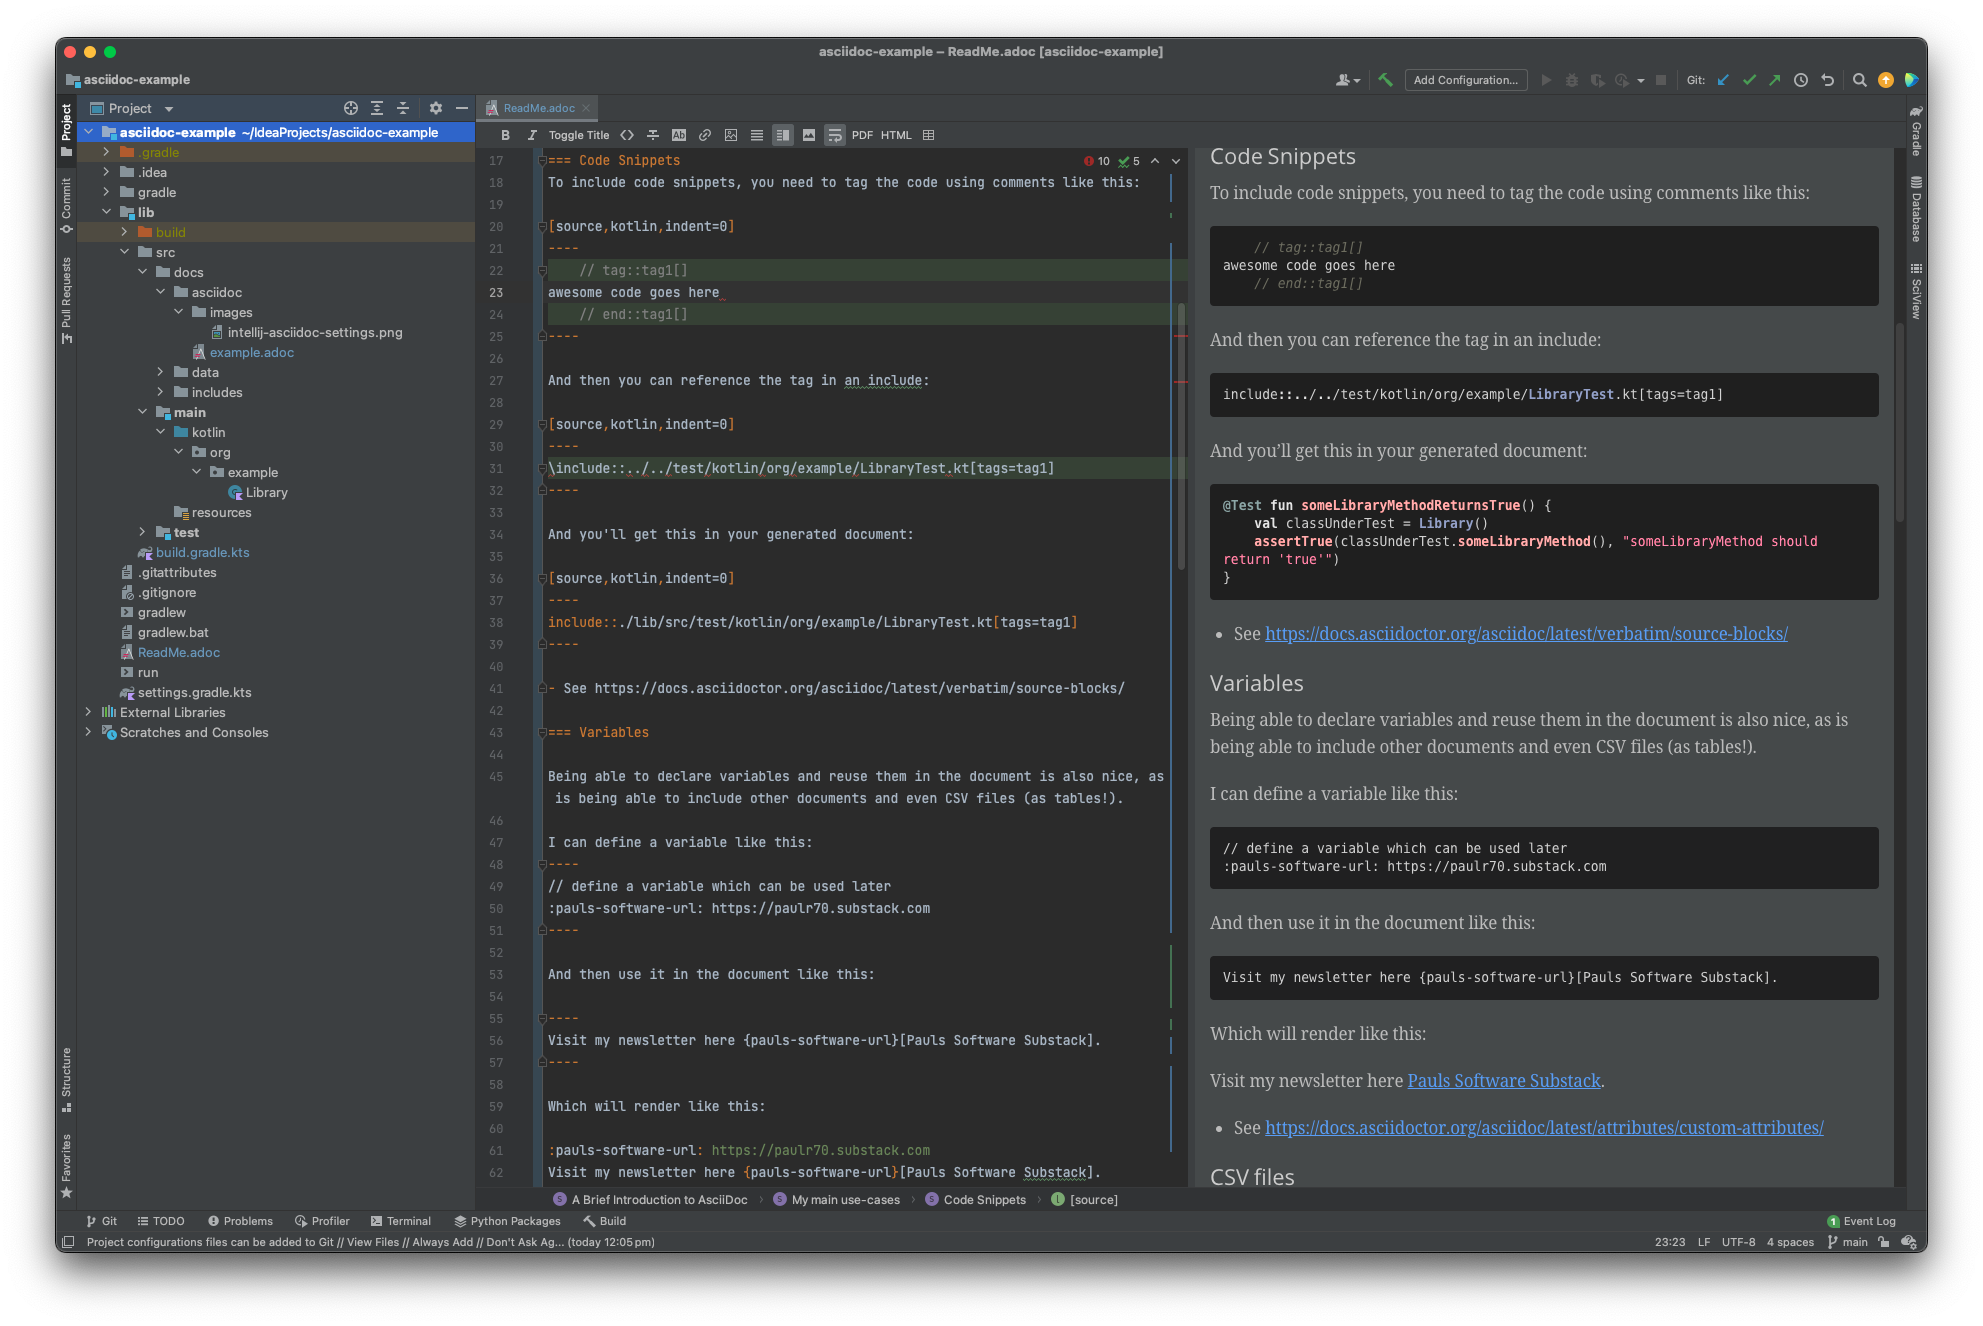 asciidoc-example – ReadMe.adoc [asciidoc-example]
asciidoc-example
Add Configuration...
Git:
Project
Commit
Pull Requests
Structure
Favorites
Project
asciidoc-example ~/IdeaProjects/asciidoc-example
.gradle
.idea
gradle
lib
build
src
docs
asciidoc
images
intellij-asciidoc-settings.png
example.adoc
data
includes
main
kotlin
org
example
Library
resources
test
build.gradle.kts
.gitattributes
.gitignore
gradlew
gradlew.bat
ReadMe.adoc
run
settings.gradle.kts
External Libraries
Scratches and Consoles
ReadMe.adoc
B I Toggle Title <> Ab PDF HTML
10 5
17 === Code Snippets
18 To include code snippets, you need to tag the code using comments like this:
19
20 [source,kotlin,indent=0]
21 ----
22 // tag::tag1[]
23 awesome code goes here
24 // end::tag1[]
25 ----
26
27 And then you can reference the tag in an include:
28
29 [source,kotlin,indent=0]
30 ----
31 \include::../../test/kotlin/org/example/LibraryTest.kt[tags=tag1]
32 ----
33
34 And you'll get this in your generated document:
35
36 [source,kotlin,indent=0]
37 ----
38 include::./lib/src/test/kotlin/org/example/LibraryTest.kt[tags=tag1]
39 ----
40
41 - See https://docs.asciidoctor.org/asciidoc/latest/verbatim/source-blocks/
42
43 === Variables
44
45 Being able to declare variables and reuse them in the document is also nice, as
is being able to include other documents and even CSV files (as tables!).
46
47 I can define a variable like this:
48 ----
49 // define a variable which can be used later
50 :pauls-software-url: https://paulr70.substack.com
51 ----
52
53 And then use it in the document like this:
54
55 ----
56 Visit my newsletter here {pauls-software-url}[Pauls Software Substack].
57 ----
58
59 Which will render like this:
60
61 :pauls-software-url: https://paulr70.substack.com
62 Visit my newsletter here {pauls-software-url}[Pauls Software Substack].
Code Snippets
To include code snippets, you need to tag the code using comments like this:
// tag::tag1[]
awesome code goes here
// end::tag1[]
And then you can reference the tag in an include:
include::../../test/kotlin/org/example/LibraryTest.kt[tags=tag1]
And you’ll get this in your generated document:
@Test fun someLibraryMethodReturnsTrue() {
val classUnderTest = Library()
assertTrue(classUnderTest.someLibraryMethod(), "someLibraryMethod should
return 'true'")
}
• See https://docs.asciidoctor.org/asciidoc/latest/verbatim/source-blocks/
Variables
Being able to declare variables and reuse them in the document is also nice, as is
being able to include other documents and even CSV files (as tables!).
I can define a variable like this:
// define a variable which can be used later
:pauls-software-url: https://paulr70.substack.com
And then use it in the document like this:
Visit my newsletter here {pauls-software-url}[Pauls Software Substack].
Which will render like this:
Visit my newsletter here Pauls Software Substack.
• See https://docs.asciidoctor.org/asciidoc/latest/attributes/custom-attributes/
CSV files
Gradle
Database
SciView
S A Brief Introduction to AsciiDoc > S My main use-cases > S Code Snippets > L [source]
Git TODO Problems Profiler Terminal Python Packages Build
1 Event Log
Project configurations files can be added to Git // View Files // Always Add // Don't Ask Ag... (today 12:05 pm)
23:23 LF UTF-8 4 spaces main